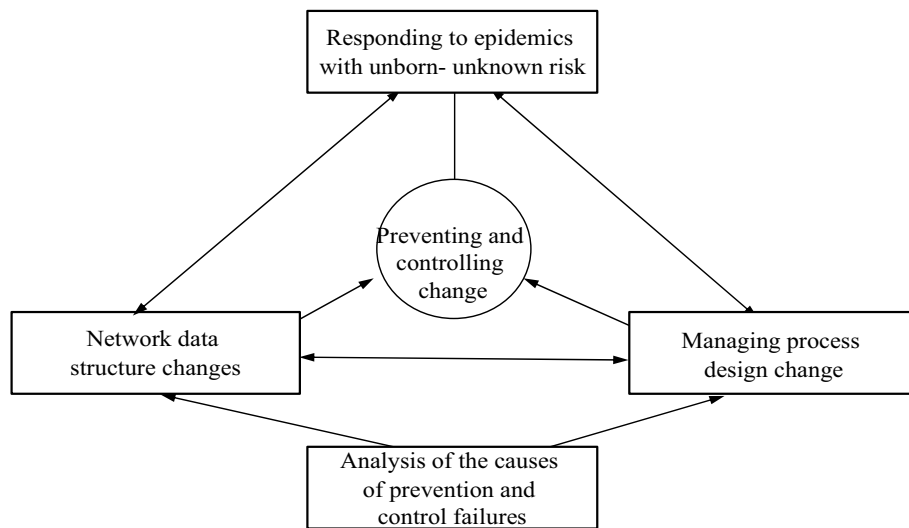 Responding to epidemics
with unborn- unknown risk
Preventing and
controlling
change
Network data
structure changes
Managing process
design change
Analysis of the causes
of prevention and
control failures